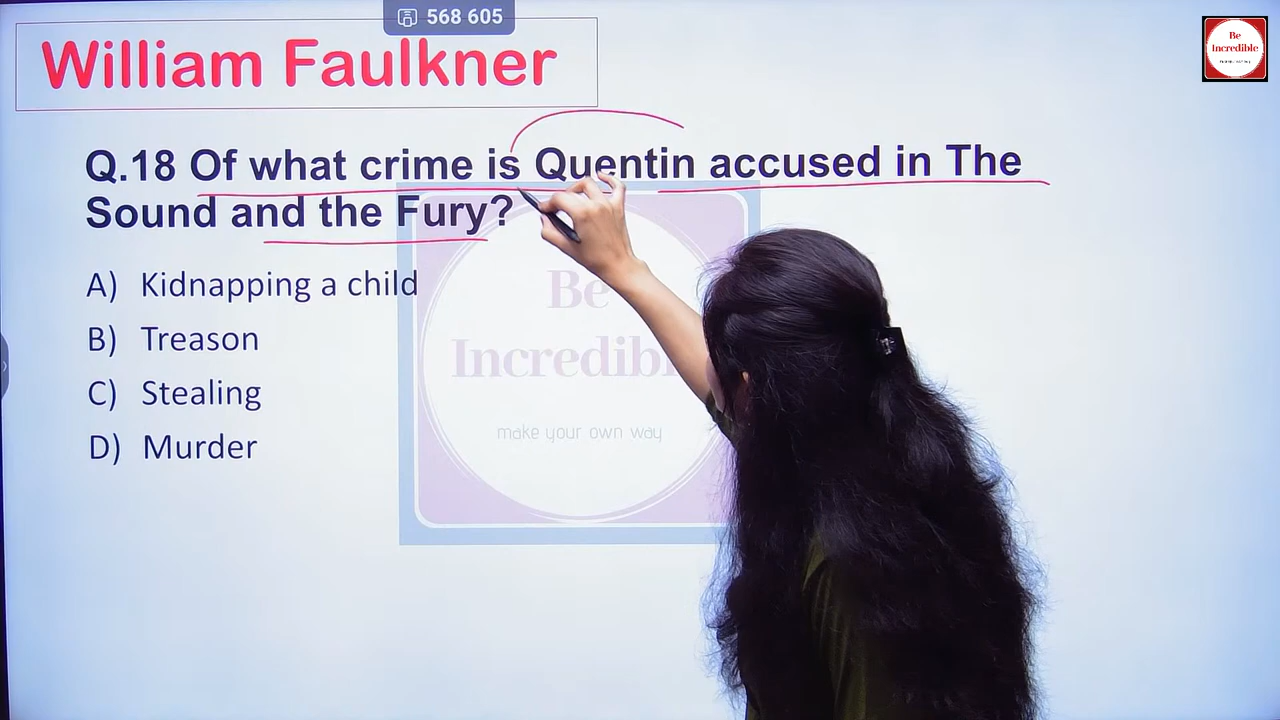 568 605
William Faulkner
Be
Incredible
Q.18 Of what crime is Quentin accused in The
Sound and the Fury?
A) Kidnapping a child
B) Treason
C) Stealing
D) Murder
Be
make your own way